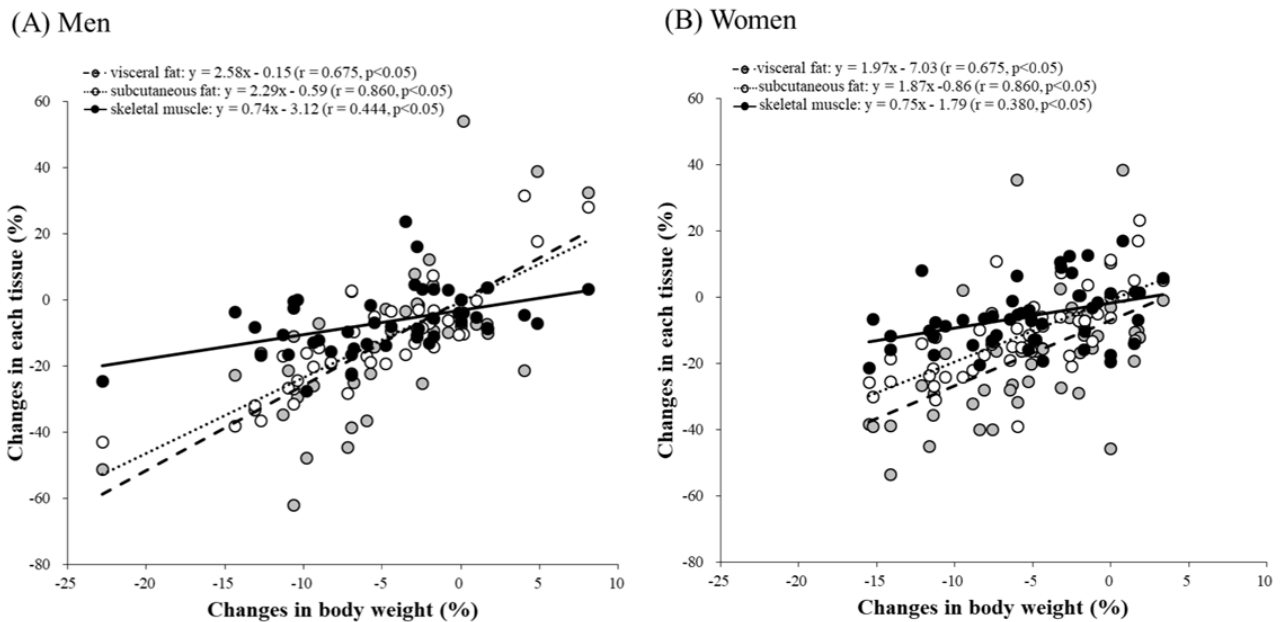 (A) Men
visceral fat: y = 2.58x - 0.15 (r = 0.675, p<0.05)
subcutaneous fat: y = 2.29x - 0.59 (r = 0.860, p<0.05)
skeletal muscle: y = 0.74x - 3.12 (r = 0.444, p<0.05)
60
40
20
0
-20
-40
-60
-80
-25 -20 -15 -10 -5 0 5 10
Changes in each tissue (%)
Changes in body weight (%)
(B) Women
visceral fat: y = 1.97x - 7.03 (r = 0.675, p<0.05)
subcutaneous fat: y = 1.87x -0.86 (r = 0.860, p<0.05)
skeletal muscle: y = 0.75x - 1.79 (r = 0.380, p<0.05)
60
40
20
0
-20
-40
-60
-80
-25 -20 -15 -10 -5 0 5 10
Changes in each tissue (%)
Changes in body weight (%)